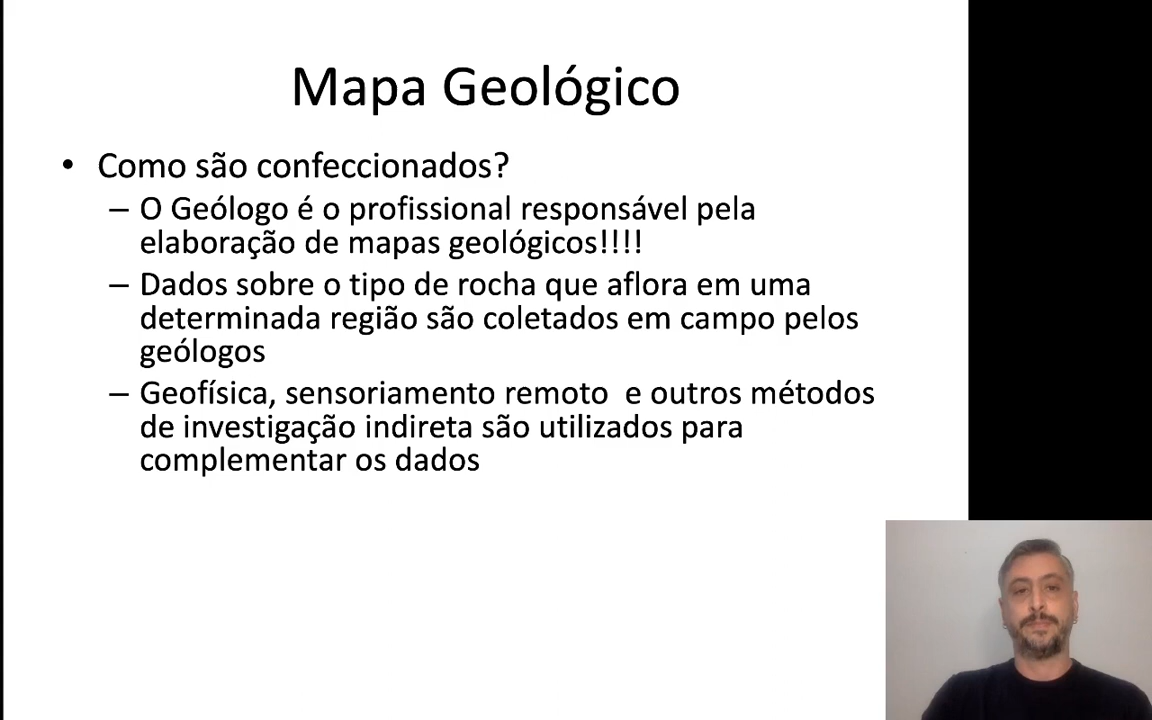 Mapa Geológico
• Como são confeccionados?
– O Geólogo é o profissional responsável pela
elaboração de mapas geológicos!!!!
– Dados sobre o tipo de rocha que aflora em uma
determinada região são coletados em campo pelos
geólogos
– Geofísica, sensoriamento remoto  e outros métodos
de investigação indireta são utilizados para
complementar os dados